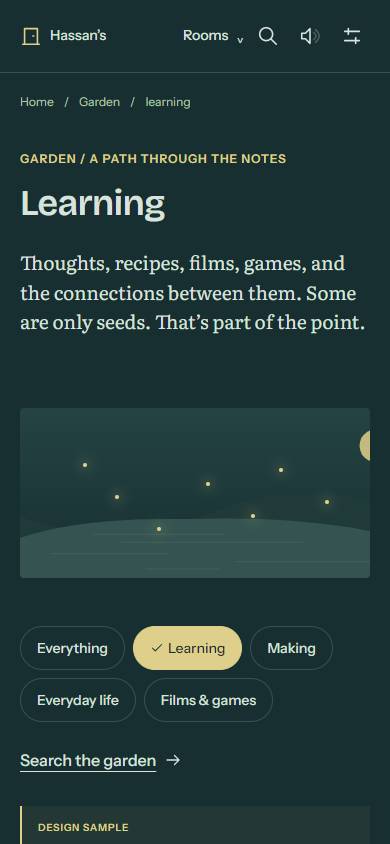 Hassan's
Rooms
Home / Garden / learning
GARDEN / A PATH THROUGH THE NOTES
Learning
Thoughts, recipes, films, games, and
the connections between them. Some
are only seeds. That’s part of the point.
Everything
Learning
Making
Everyday life
Films & games
Search the garden →
DESIGN SAMPLE